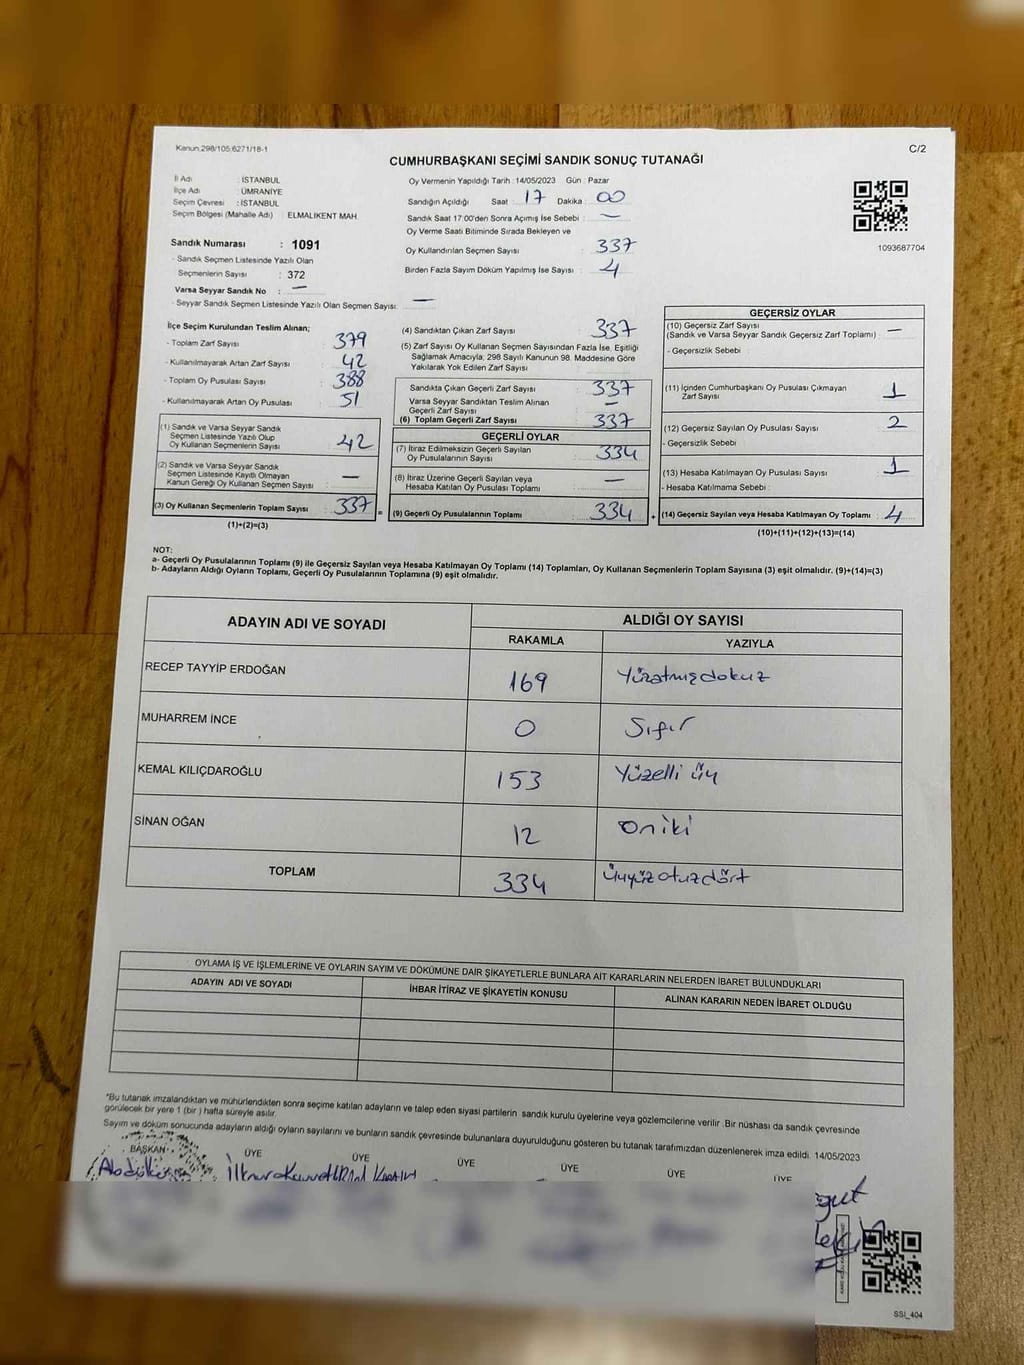 Kanun.298/105.6271/18-1
C/2
CUMHURBAŞKANI SEÇİMİ SANDIK SONUÇ TUTANAĞI
İl Adı : İSTANBUL
İlçe Adı : ÜMRANİYE
Seçim Çevresi : İSTANBUL
Seçim Bölgesi (Mahalle Adı) : ELMALIKENT MAH.
Sandık Numarası : 1091
- Sandık Seçmen Listesinde Yazılı Olan
Seçmenlerin Sayısı : 372
Varsa Seyyar Sandık No : —
- Seyyar Sandık Seçmen Listesinde Yazılı Olan Seçmen Sayısı: —
Oy Vermenin Yapıldığı Tarih :14/05/2023 Gün : Pazar
Sandığın Açıldığı Saat : 17 Dakika : 00
Sandık Saat 17:00'den Sonra Açılmış İse Sebebi : —
Oy Verme Saati Bitiminde Sırada Bekleyen ve
Oy Kullandırılan Seçmen Sayısı : 337
Birden Fazla Sayım Döküm Yapılmış İse Sayısı : 4
1093687704
İlçe Seçim Kurulundan Teslim Alınan;
- Toplam Zarf Sayısı : 379
- Kullanılmayarak Artan Zarf Sayısı : 42
- Toplam Oy Pusulası Sayısı : 388
- Kullanılmayarak Artan Oy Pusulası : 51
(1) Sandık ve Varsa Seyyar Sandık
Seçmen Listesinde Yazılı Olup
Oy Kullanan Seçmenlerin Sayısı : 42
(2) Sandık ve Varsa Seyyar Sandık
Seçmen Listesinde Kayıtlı Olmayan
Kanun Gereği Oy Kullanan Seçmen Sayısı : —
(3) Oy Kullanan Seçmenlerin Toplam Sayısı : 337 =
(1)+(2)=(3)
(4) Sandıktan Çıkan Zarf Sayısı : 337
(5) Zarf Sayısı Oy Kullanan Seçmen Sayısından Fazla İse, Eşitliği
Sağlamak Amacıyla, 298 Sayılı Kanunun 98. Maddesine Göre
Yakılarak Yok Edilen Zarf Sayısı :
Sandıkta Çıkan Geçerli Zarf Sayısı : 337
Varsa Seyyar Sandıktan Teslim Alınan
Geçerli Zarf Sayısı : —
(6) Toplam Geçerli Zarf Sayısı : 337
GEÇERLİ OYLAR
(7) İtiraz Edilmeksizin Geçerli Sayılan
Oy Pusulalarının Sayısı : 334
(8) İtiraz Üzerine Geçerli Sayılan veya
Hesaba Katılan Oy Pusulası Toplamı : —
(9) Geçerli Oy Pusulalarının Toplamı : 334 +
GEÇERSİZ OYLAR
(10) Geçersiz Zarf Sayısı
(Sandık ve Varsa Seyyar Sandık Geçersiz Zarf Toplamı) : —
- Geçersizlik Sebebi :
(11) İçinden Cumhurbaşkanı Oy Pusulası Çıkmayan
Zarf Sayısı : 1
(12) Geçersiz Sayılan Oy Pusulası Sayısı : 2
- Geçersizlik Sebebi :
(13) Hesaba Katılmayan Oy Pusulası Sayısı : 1
- Hesaba Katılmama Sebebi :
(14) Geçersiz Sayılan veya Hesaba Katılmayan Oy Toplamı : 4
(10)+(11)+(12)+(13)=(14)
NOT:
a- Geçerli Oy Pusulalarının Toplamı (9) ile Geçersiz Sayılan veya Hesaba Katılmayan Oy Toplamı (14) Toplamları, Oy Kullanan Seçmenlerin Toplam Sayısına (3) eşit olmalıdır. (9)+(14)=(3)
b- Adayların Aldığı Oyların Toplamı, Geçerli Oy Pusulalarının Toplamına (9) eşit olmalıdır.
ADAYIN ADI VE SOYADI ALDIĞI OY SAYISI
RAKAMLA YAZIYLA
RECEP TAYYİP ERDOĞAN 169 Yüzatmışdokuz
MUHARREM İNCE 0 Sıfır
KEMAL KILIÇDAROĞLU 153 Yüzelli üç
SİNAN OĞAN 12 oniki
TOPLAM 334 üçyüzotuzdört
OYLAMA İŞ VE İŞLEMLERİNE VE OYLARIN SAYIM VE DÖKÜMÜNE DAİR ŞİKAYETLERLE BUNLARA AİT KARARLARIN NELERDEN İBARET BULUNDUKLARI
ADAYIN ADI VE SOYADI İHBAR İTİRAZ VE ŞİKAYETİN KONUSU ALINAN KARARIN NEDEN İBARET OLDUĞU
"Bu tutanak imzalandıktan ve mühürlendikten sonra seçime katılan adayların ve talep eden siyasi partilerin sandık kurulu üyelerine veya gözlemcilerine verilir. Bir nüshası da sandık çevresinde
görülecek bir yere 1 (bir ) hafta süreyle asılır.
Sayım ve döküm sonucunda adayların aldığı oyların sayılarını ve bunların sandık çevresinde bulunanlara duyurulduğunu gösteren bu tutanak tarafımızdan düzenlenerek imza edildi. 14/05/2023
BAŞKAN ÜYE ÜYE ÜYE ÜYE ÜYE ÜYE
SSI_404